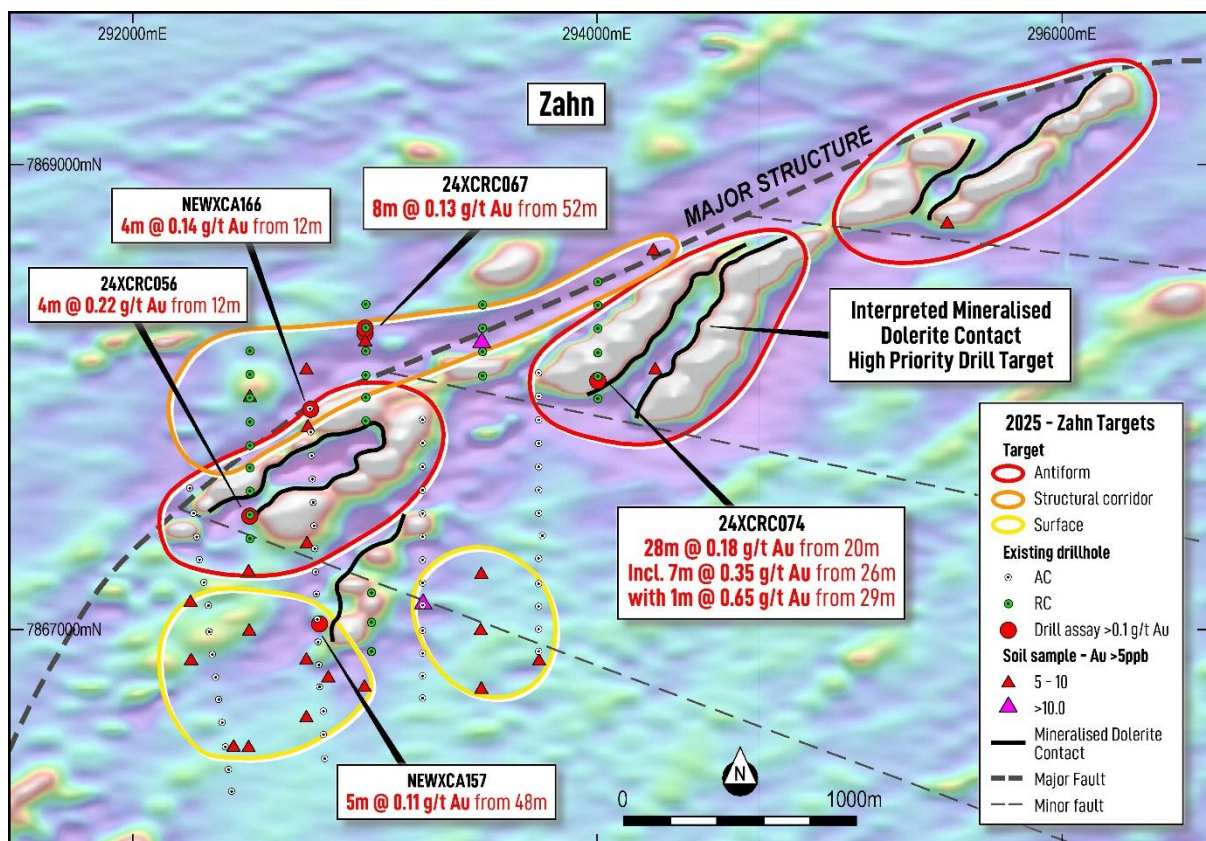 292000mE
294000mE
296000mE
Zahn
7869000mN
7867000mN
24XCRC067
8m @ 0.13 g/t Au from 52m
NEWXCA166
4m @ 0.14 g/t Au from 12m
24XCRC056
4m @ 0.22 g/t Au from 12m
MAJOR STRUCTURE
Interpreted Mineralised
Dolerite Contact
High Priority Drill Target
24XCRC074
28m @ 0.18 g/t Au from 20m
Incl. 7m @ 0.35 g/t Au from 26m
with 1m @ 0.65 g/t Au from 29m
NEWXCA157
5m @ 0.11 g/t Au from 48m
N
0
1000m
2025 - Zahn Targets
Target
Antiform
Structural corridor
Surface
Existing drillhole
AC
RC
Drill assay >0.1 g/t Au
Soil sample - Au >5ppb
5 - 10
>10.0
Mineralised Dolerite
Contact
Major Fault
Minor fault